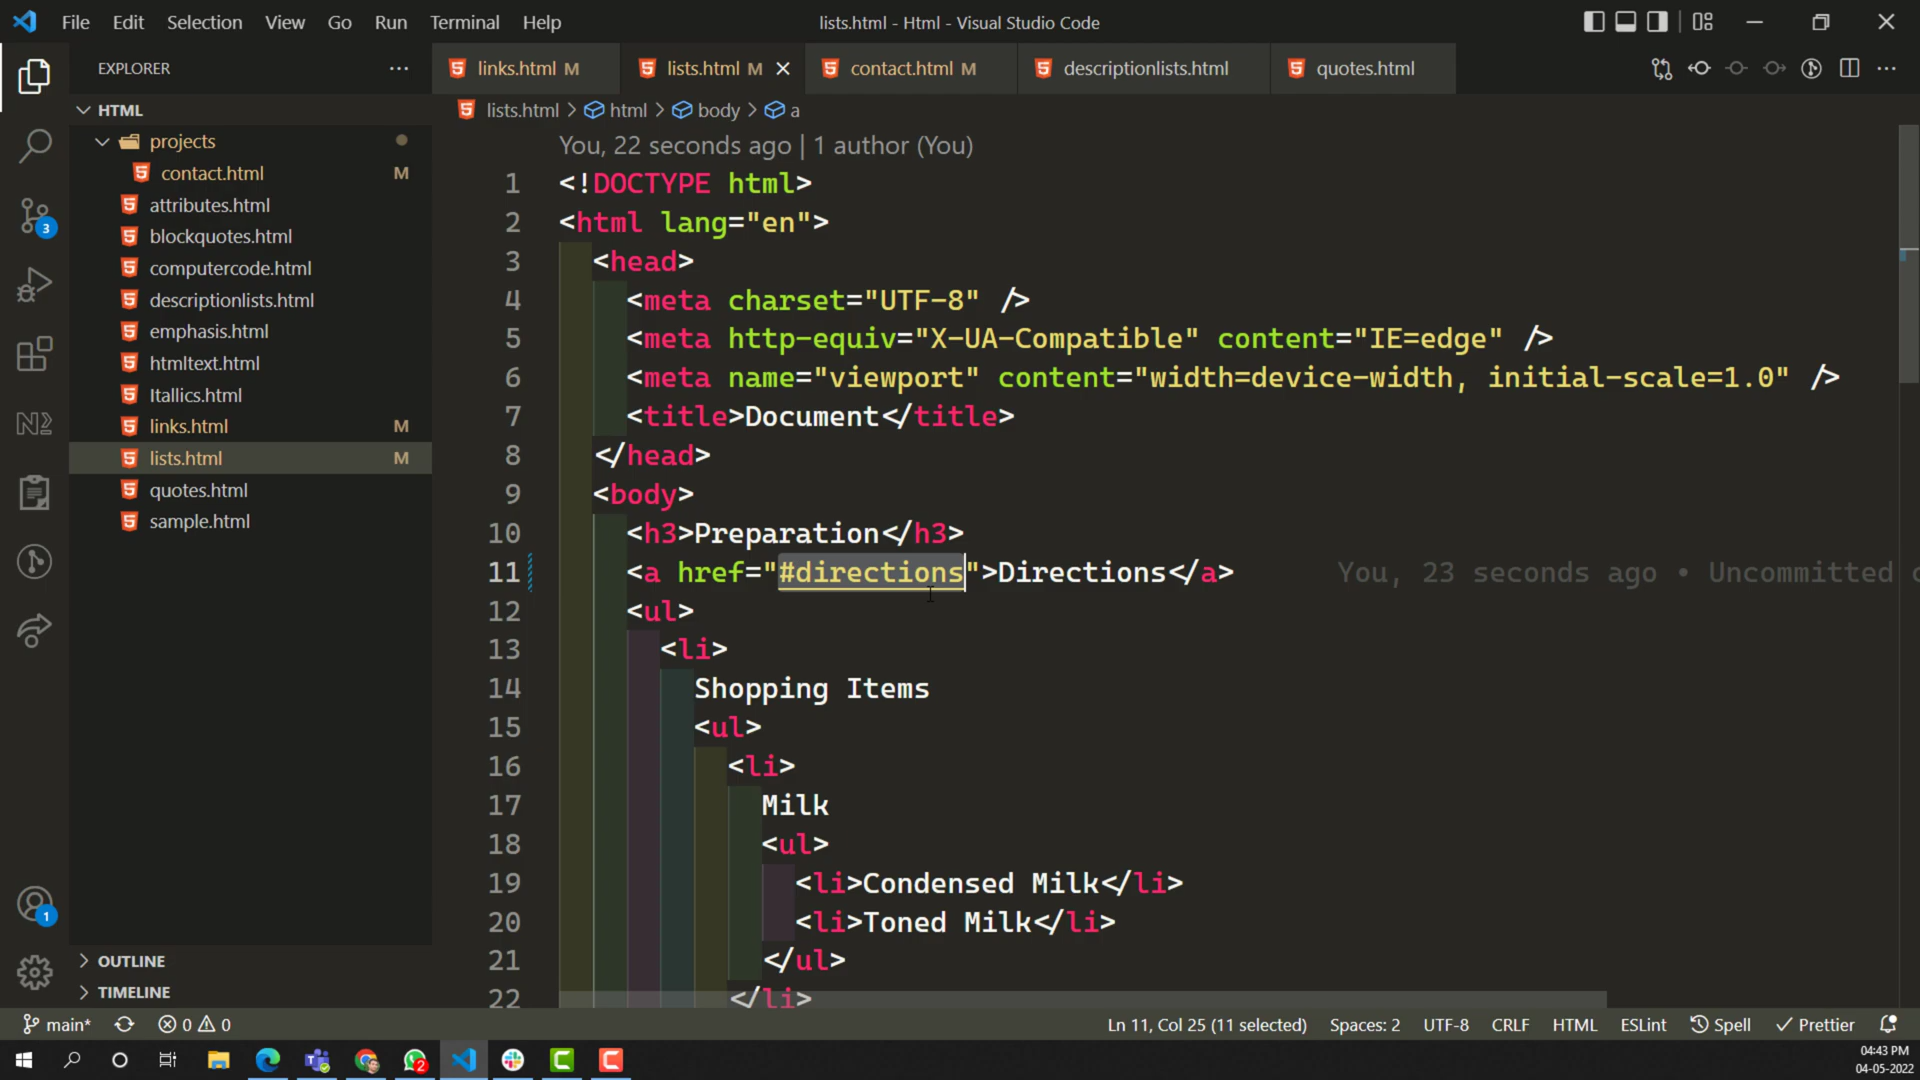 File Edit Selection View Go Run Terminal Help
lists.html - Html - Visual Studio Code
EXPLORER
links.html M
lists.html M
contact.html M
descriptionlists.html
quotes.html
HTML
projects
contact.html M
attributes.html
blockquotes.html
computercode.html
descriptionlists.html
emphasis.html
htmltext.html
Itallics.html
links.html M
lists.html M
quotes.html
sample.html
OUTLINE
TIMELINE
3
1
lists.html > html > body > a
You, 22 seconds ago | 1 author (You)
1 <!DOCTYPE html>
2 <html lang="en">
3 <head>
4 <meta charset="UTF-8" />
5 <meta http-equiv="X-UA-Compatible" content="IE=edge" />
6 <meta name="viewport" content="width=device-width, initial-scale=1.0" />
7 <title>Document</title>
8 </head>
9 <body>
10 <h3>Preparation</h3>
11 <a href="#directions">Directions</a> You, 23 seconds ago • Uncommitted
12 <ul>
13 <li>
14 Shopping Items
15 <ul>
16 <li>
17 Milk
18 <ul>
19 <li>Condensed Milk</li>
20 <li>Toned Milk</li>
21 </ul>
22 </li>
main* 0 0 Ln 11, Col 25 (11 selected) Spaces: 2 UTF-8 CRLF HTML ESLint Spell Prettier
2
04:43 PM
04-05-2022